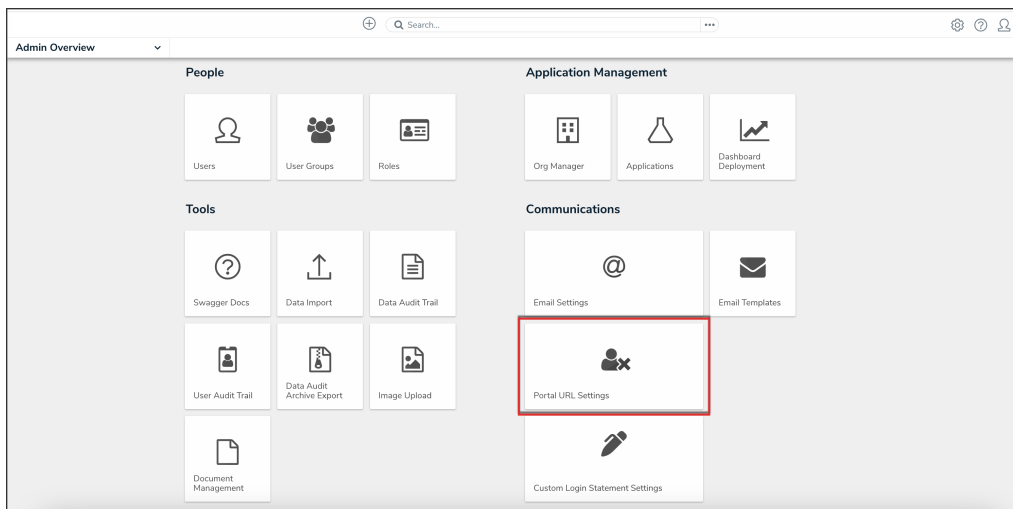 Search...
Admin Overview
People
Application Management
Users
User Groups
Roles
Org Manager
Applications
Dashboard
Deployment
Tools
Communications
Swagger Docs
Data Import
Data Audit Trail
Email Settings
Email Templates
User Audit Trail
Data Audit
Archive Export
Image Upload
Portal URL Settings
Document
Management
Custom Login Statement Settings